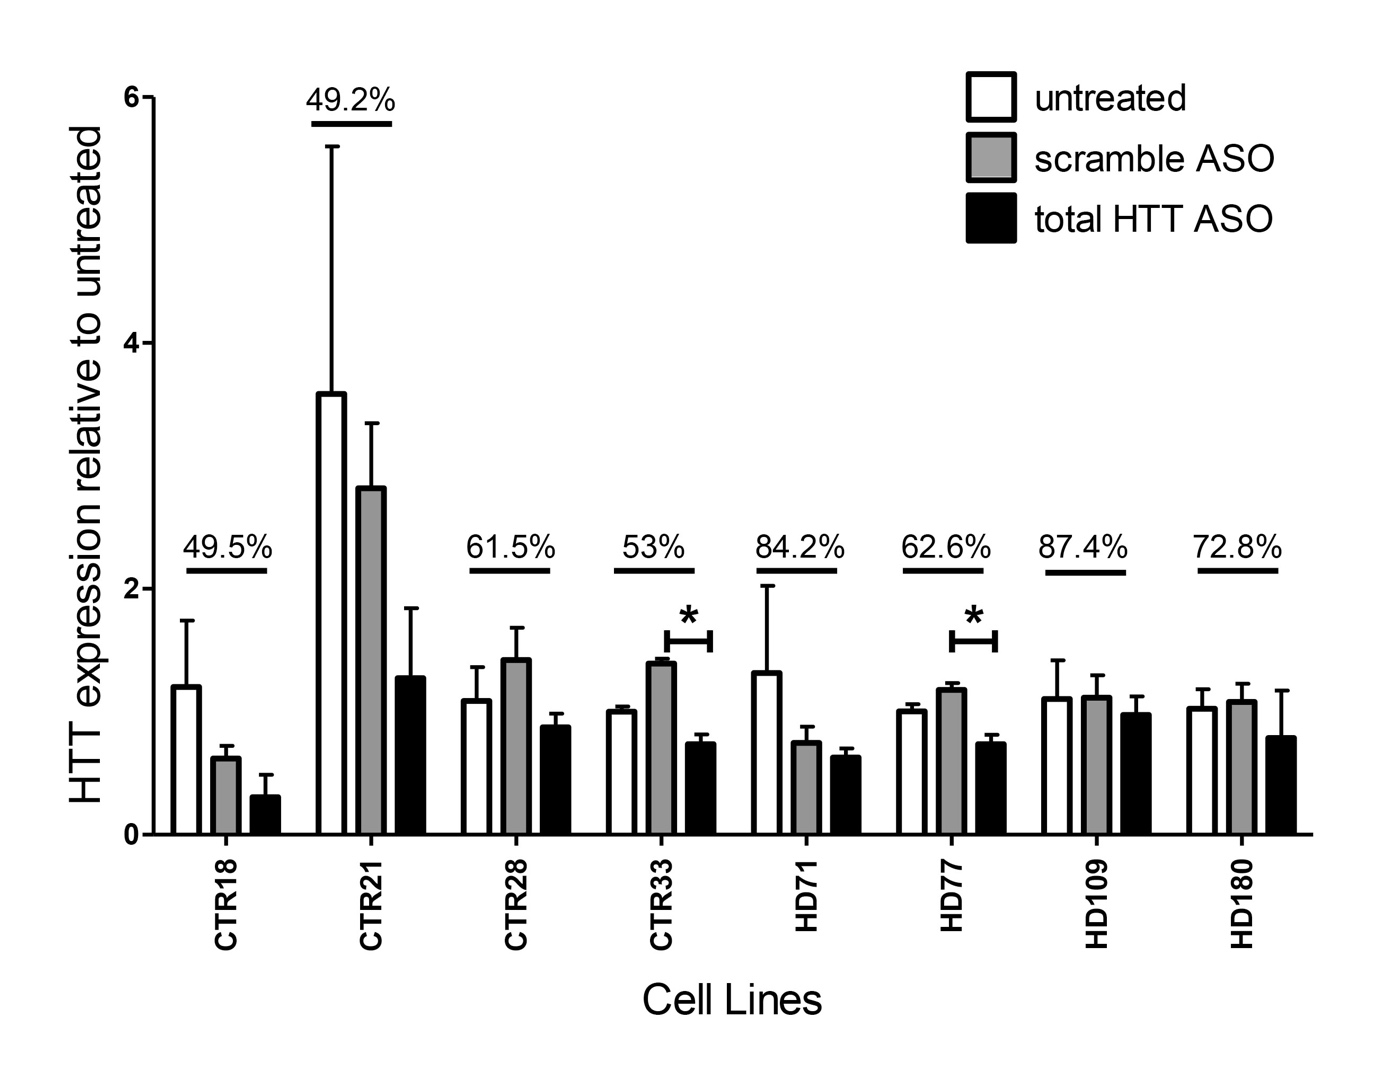 HTT expression relative to untreated
6
4
2
0
49.5%
49.2%
61.5%
53%
84.2%
62.6%
87.4%
72.8%
*
*
untreated
scramble ASO
total HTT ASO
CTR18
CTR21
CTR28
CTR33
HD71
HD77
HD109
HD180
Cell Lines